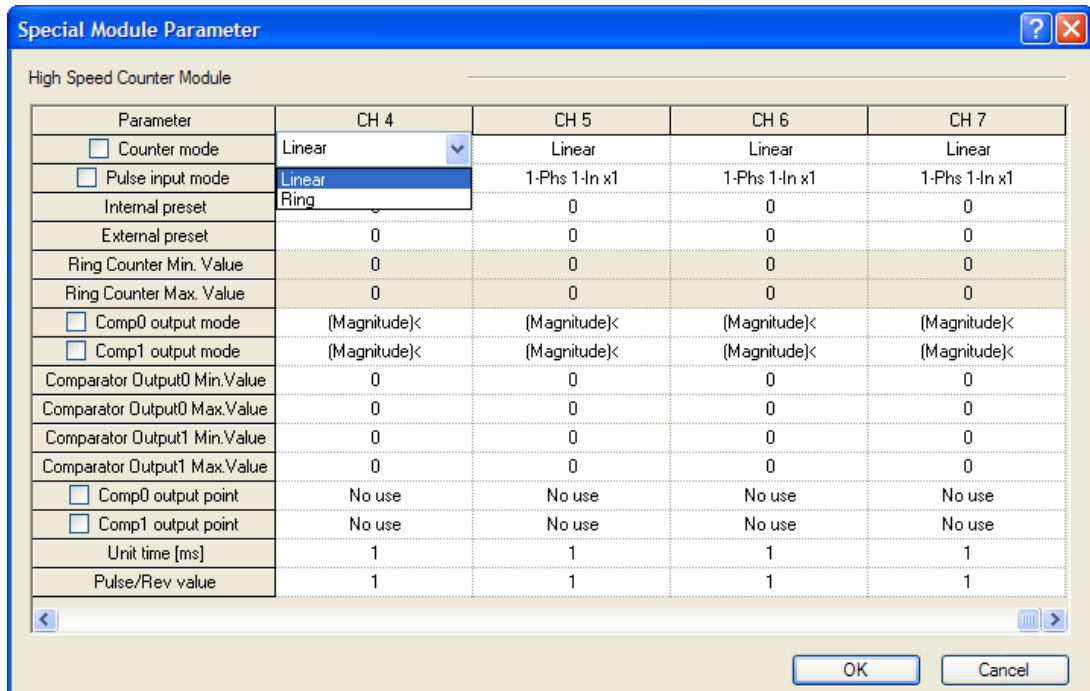 Special Module Parameter
High Speed Counter Module
Parameter CH 4 CH 5 CH 6 CH 7
Counter mode Linear Linear Linear Linear
Pulse input mode Linear 1-Phs 1-In x1 1-Phs 1-In x1 1-Phs 1-In x1
Ring
Internal preset 0 0 0
External preset 0 0 0 0
Ring Counter Min. Value 0 0 0 0
Ring Counter Max. Value 0 0 0 0
Comp0 output mode (Magnitude)< (Magnitude)< (Magnitude)< (Magnitude)<
Comp1 output mode (Magnitude)< (Magnitude)< (Magnitude)< (Magnitude)<
Comparator Output0 Min.Value 0 0 0 0
Comparator Output0 Max.Value 0 0 0 0
Comparator Output1 Min.Value 0 0 0 0
Comparator Output1 Max.Value 0 0 0 0
Comp0 output point No use No use No use No use
Comp1 output point No use No use No use No use
Unit time [ms] 1 1 1 1
Pulse/Rev value 1 1 1 1
OK Cancel